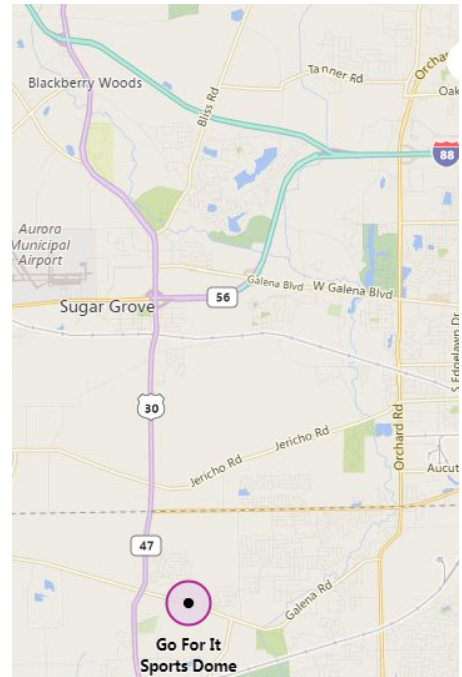 Tanner Rd
Orchar
Oak
Blackberry Woods
Bliss Rd
88
Aurora
Municipal
Airport
Galena Blvd
W Galena Blvd
56
Sugar Grove
S Edgelawn Dr
30
Orchard Rd
Jericho Rd
Jericho Rd
Aucut
47
Galena Rd
Go For It
Sports Dome